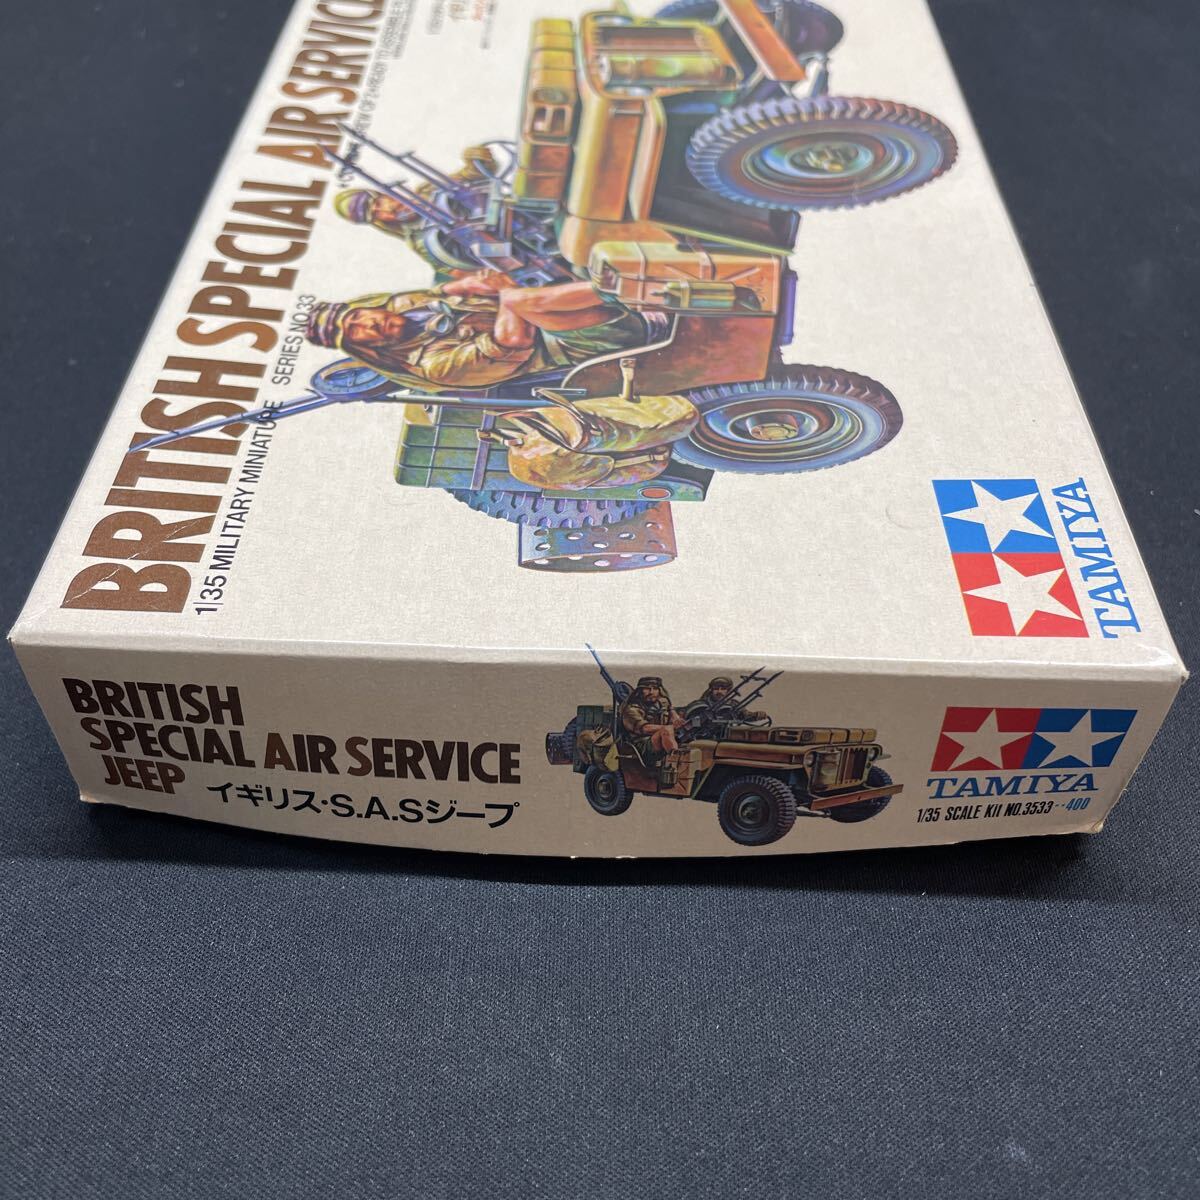 BRITISH SPECIAL AIR SERVICE
1/35 MILITARY MINIATURE SERIES NO.33
TAMIYA
BRITISH
SPECIAL AIR SERVICE
JEEP
イギリス・S.A.Sジープ
TAMIYA
1/35 SCALE KIT NO.3533--400